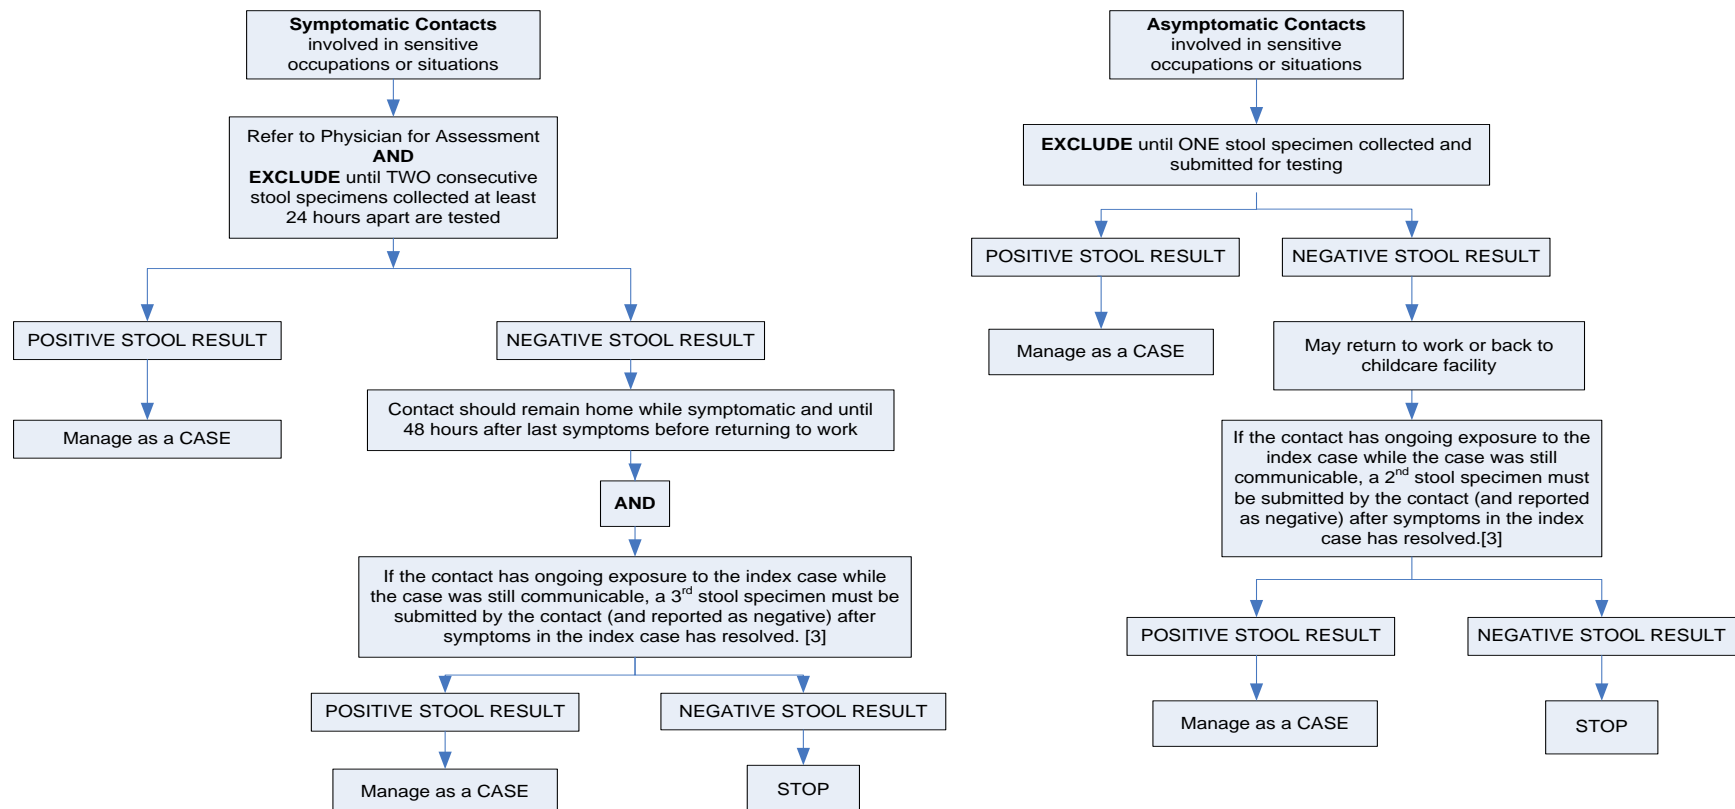 Symptomatic Contacts
involved in sensitive
occupations or situations
Refer to Physician for Assessment
AND
EXCLUDE until TWO consecutive
stool specimens collected at least
24 hours apart are tested
POSITIVE STOOL RESULT
NEGATIVE STOOL RESULT
Manage as a CASE
Contact should remain home while symptomatic and until
48 hours after last symptoms before returning to work
AND
If the contact has ongoing exposure to the index case while
the case was still communicable, a 3rd stool specimen must be
submitted by the contact (and reported as negative) after
symptoms in the index case has resolved. [3]
POSITIVE STOOL RESULT
NEGATIVE STOOL RESULT
Manage as a CASE
STOP
Asymptomatic Contacts
involved in sensitive
occupations or situations
EXCLUDE until ONE stool specimen collected and
submitted for testing
POSITIVE STOOL RESULT
NEGATIVE STOOL RESULT
Manage as a CASE
May return to work or back to
childcare facility
If the contact has ongoing exposure to the
index case while the case was still
communicable, a 2nd stool specimen must
be submitted by the contact (and reported
as negative) after symptoms in the index
case has resolved.[3]
POSITIVE STOOL RESULT
NEGATIVE STOOL RESULT
Manage as a CASE
STOP